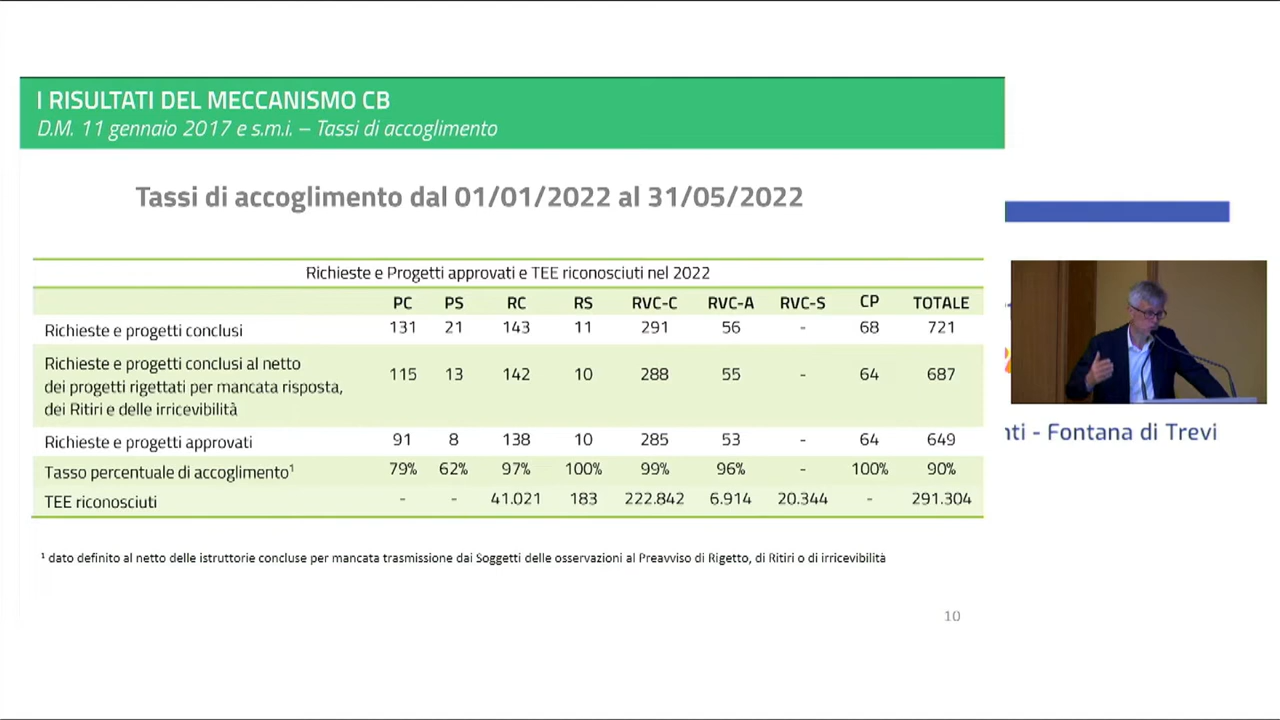 I RISULTATI DEL MECCANISMO CB
D.M. 11 gennaio 2017 e s.m.i. – Tassi di accoglimento
Tassi di accoglimento dal 01/01/2022 al 31/05/2022
Richieste e Progetti approvati e TEE riconosciuti nel 2022
PC PS RC RS RVC-C RVC-A RVC-S CP TOTALE
Richieste e progetti conclusi 131 21 143 11 291 56 - 68 721
Richieste e progetti conclusi al netto
dei progetti rigettati per mancata risposta, 115 13 142 10 288 55 - 64 687
dei Ritiri e delle irricevibilità
Richieste e progetti approvati 91 8 138 10 285 53 - 64 649
Tasso percentuale di accoglimento¹ 79% 62% 97% 100% 99% 96% - 100% 90%
TEE riconosciuti - - 41.021 183 222.842 6.914 20.344 - 291.304
¹ dato definito al netto delle istruttorie concluse per mancata trasmissione dai Soggetti delle osservazioni al Preavviso di Rigetto, di Ritiri o di irricevibilità
10
- Fontana di Trevi